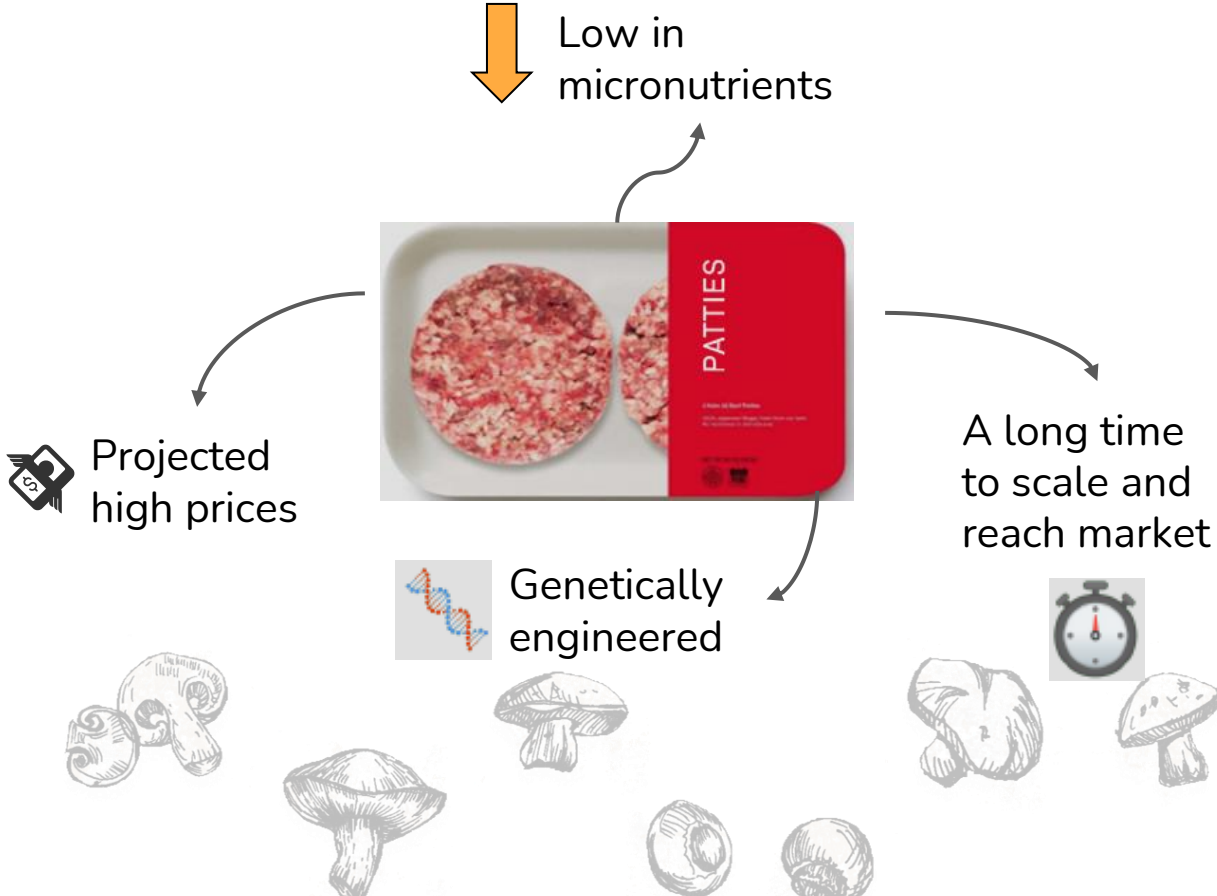 Low in
micronutrients
PATTIES
Projected
high prices
A long time
to scale and
reach market
Genetically
engineered